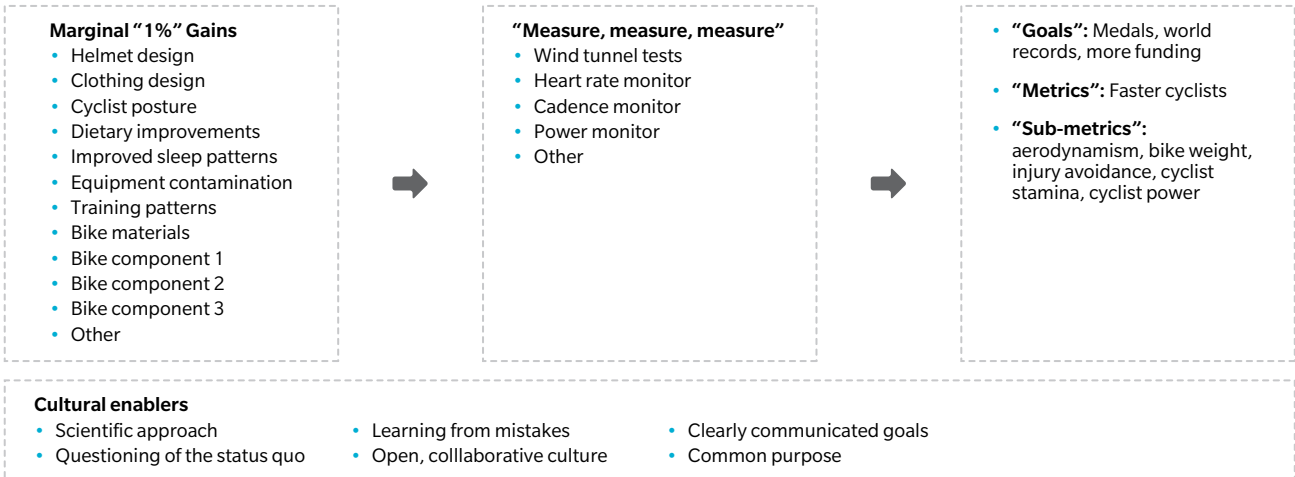 Marginal “1%” Gains
• Helmet design
• Clothing design
• Cyclist posture
• Dietary improvements
• Improved sleep patterns
• Equipment contamination
• Training patterns
• Bike materials
• Bike component 1
• Bike component 2
• Bike component 3
• Other
“Measure, measure, measure”
• Wind tunnel tests
• Heart rate monitor
• Cadence monitor
• Power monitor
• Other
• “Goals”: Medals, world
records, more funding
• “Metrics”: Faster cyclists
• “Sub-metrics”:
aerodynamism, bike weight,
injury avoidance, cyclist
stamina, cyclist power
Cultural enablers
• Scientific approach
• Questioning of the status quo
• Learning from mistakes
• Open, colllaborative culture
• Clearly communicated goals
• Common purpose